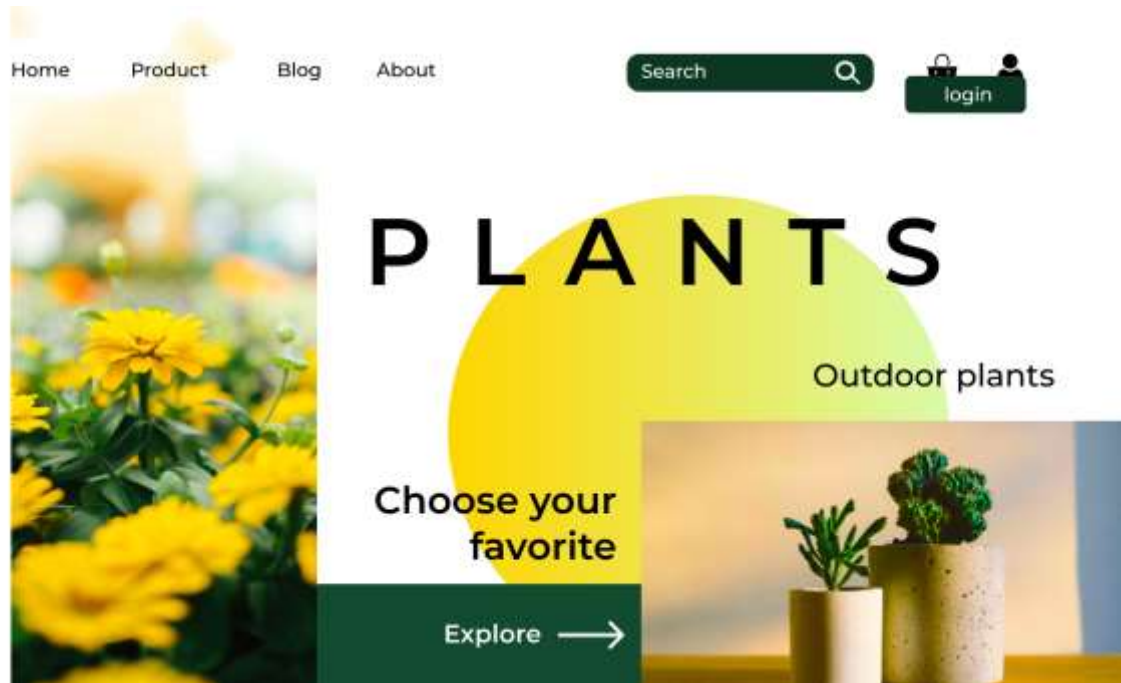 Home Product Blog About Search
login
PLANTS
Outdoor plants
Choose your
favorite
Explore